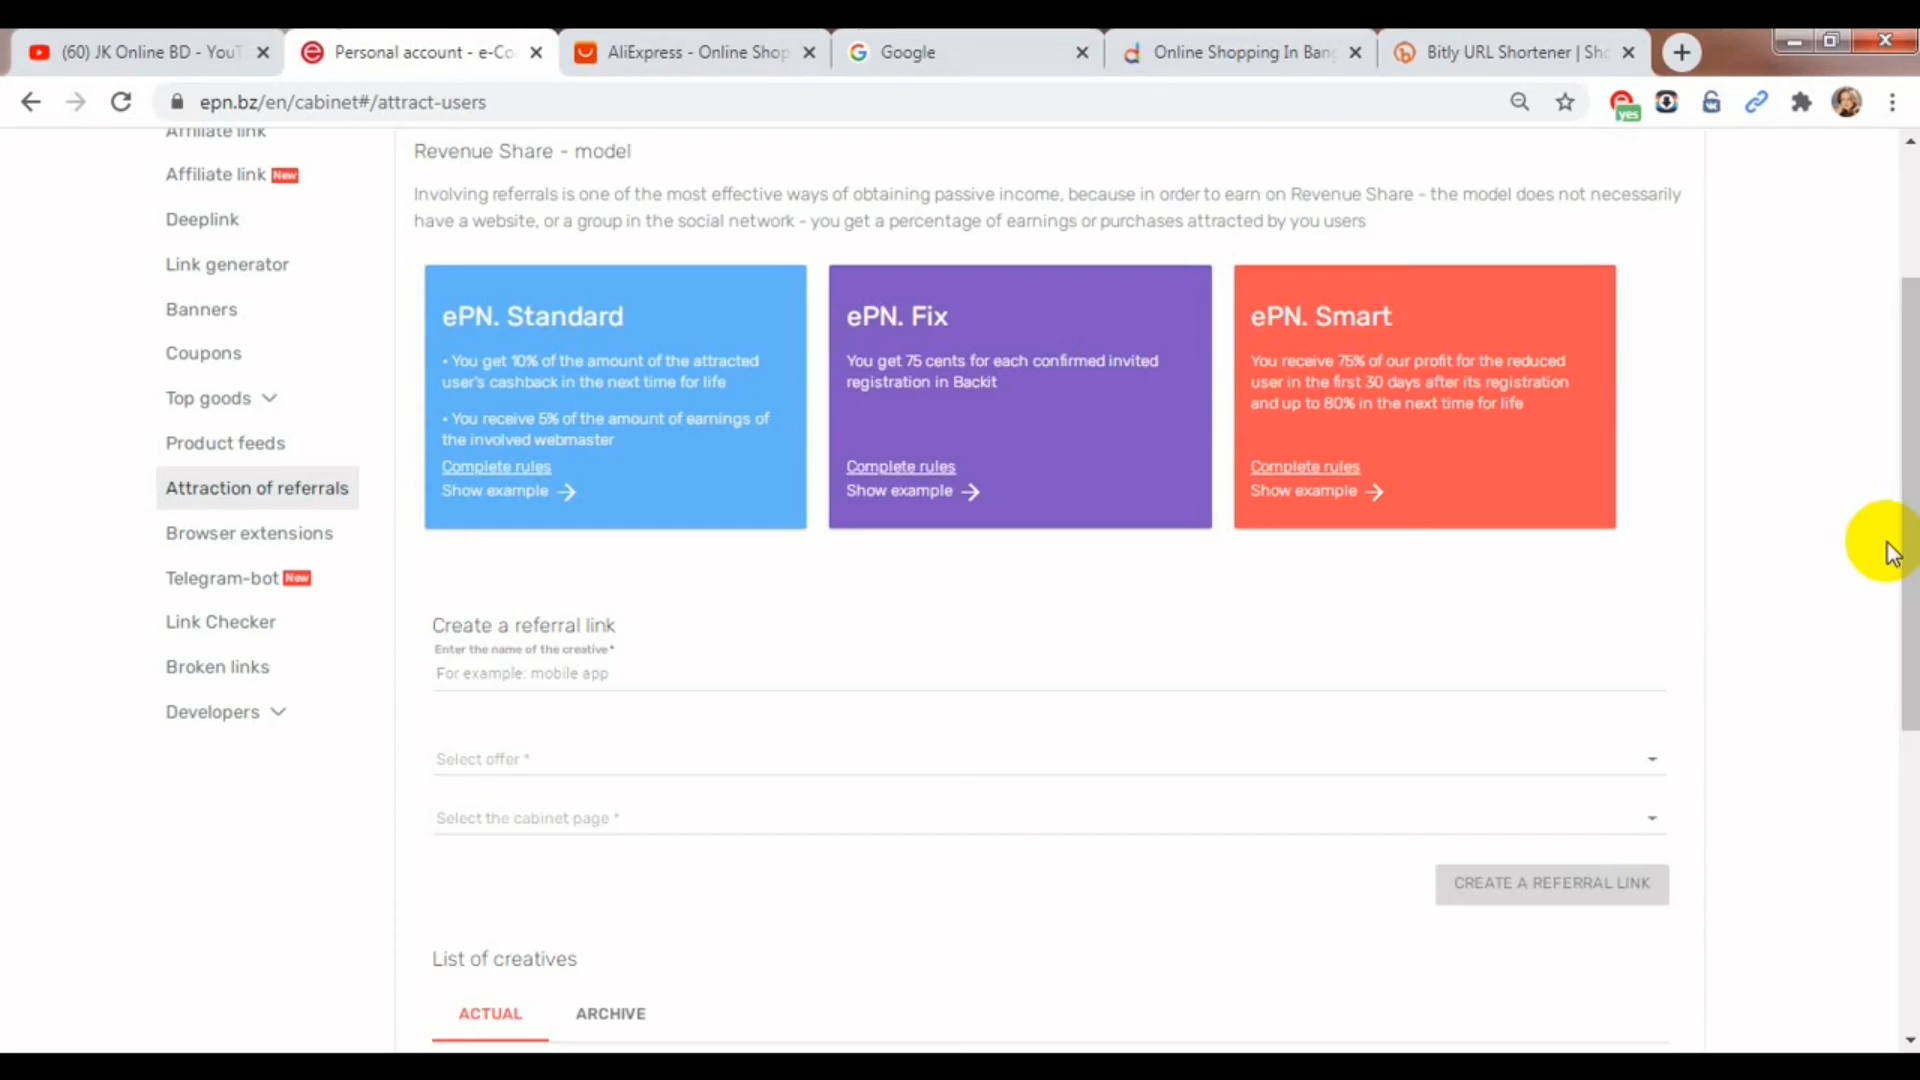 (60) JK Online BD - YouT
Personal account - e-Co
AliExpress - Online Shop
Google
Online Shopping In Bang
Bitly URL Shortener | Sho
epn.bz/en/cabinet#/attract-users
yes
Affiliate link
Affiliate link New
Deeplink
Link generator
Banners
Coupons
Top goods
Product feeds
Attraction of referrals
Browser extensions
Telegram-bot New
Link Checker
Broken links
Developers
Revenue Share - model
Involving referrals is one of the most effective ways of obtaining passive income, because in order to earn on Revenue Share - the model does not necessarily
have a website, or a group in the social network - you get a percentage of earnings or purchases attracted by you users
ePN. Standard
• You get 10% of the amount of the attracted
user's cashback in the next time for life
• You receive 5% of the amount of earnings of
the involved webmaster
Complete rules
Show example
ePN. Fix
You get 75 cents for each confirmed invited
registration in Backit
Complete rules
Show example
ePN. Smart
You receive 75% of our profit for the reduced
user in the first 30 days after its registration
and up to 80% in the next time for life
Complete rules
Show example
Create a referral link
Enter the name of the creative*
For example: mobile app
Select offer *
Select the cabinet page *
CREATE A REFERRAL LINK
List of creatives
ACTUAL
ARCHIVE